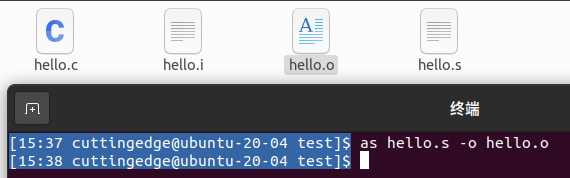 hello.c hello.i hello.o hello.s
终端
[15:37 cuttingedge@ubuntu-20-04 test]$ as hello.s -o hello.o
[15:38 cuttingedge@ubuntu-20-04 test]$